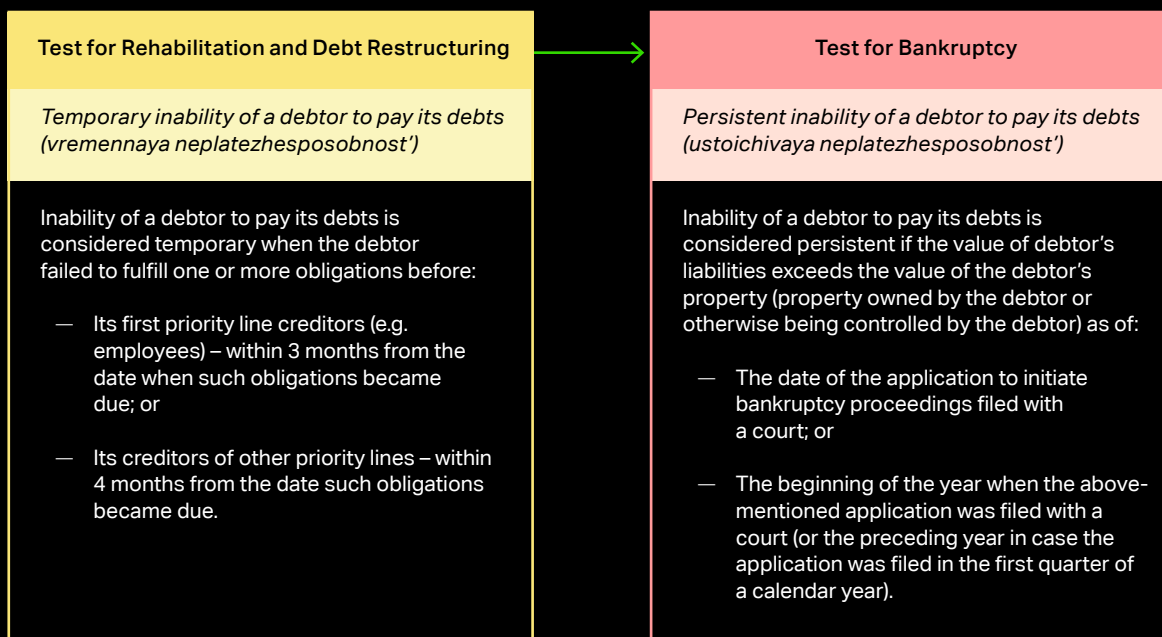 Test for Rehabilitation and Debt Restructuring
Temporary inability of a debtor to pay its debts
(vremennaya neplatezhesposobnost')
Inability of a debtor to pay its debts is
considered temporary when the debtor
failed to fulfill one or more obligations before:
— Its first priority line creditors (e.g.
employees) – within 3 months from the
date when such obligations became
due; or
— Its creditors of other priority lines – within
4 months from the date such obligations
became due.
Test for Bankruptcy
Persistent inability of a debtor to pay its debts
(ustoichivaya neplatezhesposobnost')
Inability of a debtor to pay its debts is
considered persistent if the value of debtor's
liabilities exceeds the value of the debtor's
property (property owned by the debtor or
otherwise being controlled by the debtor) as of:
— The date of the application to initiate
bankruptcy proceedings filed with
a court; or
— The beginning of the year when the above-
mentioned application was filed with a
court (or the preceding year in case the
application was filed in the first quarter of
a calendar year).